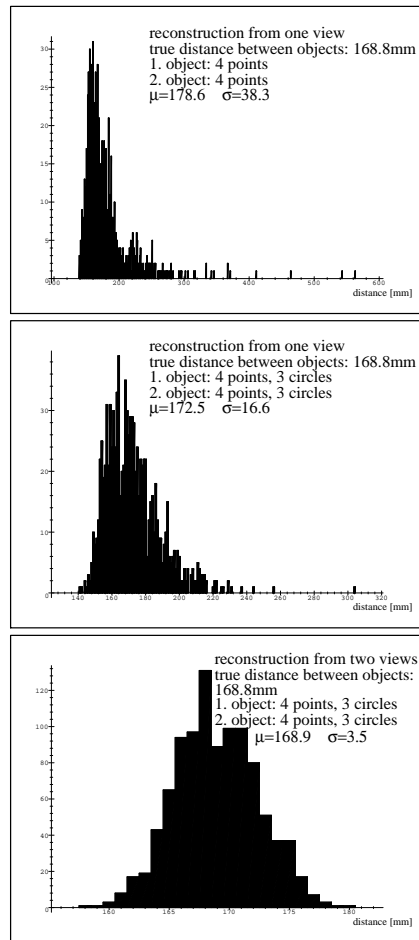 reconstruction from one view
true distance between objects: 168.8mm
1. object: 4 points
2. object: 4 points
μ=178.6 σ=38.3
30
25
20
15
10
5
100 200 300 400 500 600
distance [mm]
reconstruction from one view
true distance between objects: 168.8mm
1. object: 4 points, 3 circles
2. object: 4 points, 3 circles
μ=172.5 σ=16.6
30
20
10
140 160 180 200 220 240 260 280 300 320
distance [mm]
reconstruction from two views
true distance between objects:
168.8mm
1. object: 4 points, 3 circles
2. object: 4 points, 3 circles
μ=168.9 σ=3.5
120
100
80
60
40
20
0
160 170 180
distance [mm]